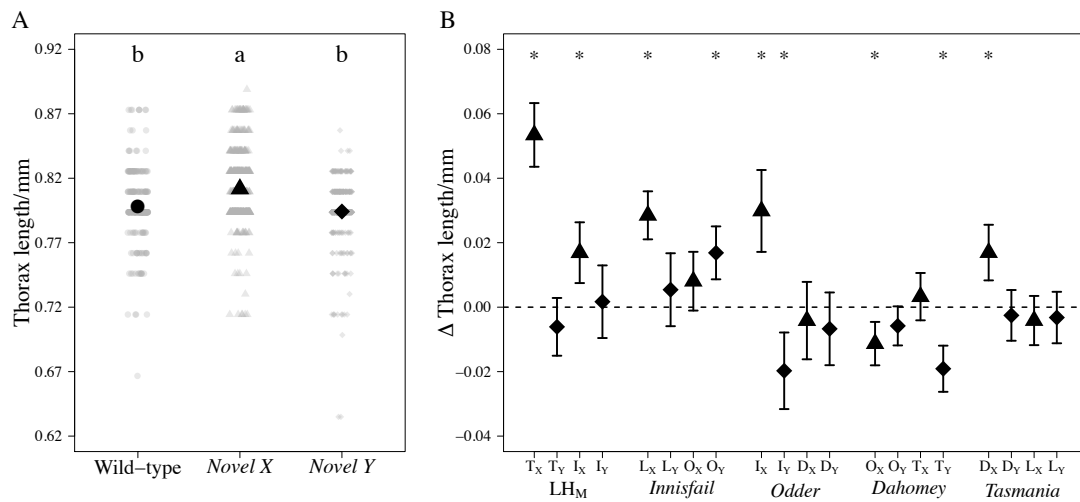 A
B
b a b
* * * * * * * * *
Thorax length/mm
0.92
0.87
0.82
0.77
0.72
0.67
0.62
Wild−type Novel X Novel Y
Δ Thorax length/mm
0.08
0.06
0.04
0.02
0.00
−0.02
−0.04
T_X T_Y I_X I_Y L_X L_Y O_X O_Y I_X I_Y D_X D_Y O_X O_Y T_X T_Y D_X D_Y L_X L_Y
LH_M Innisfail Odder Dahomey Tasmania